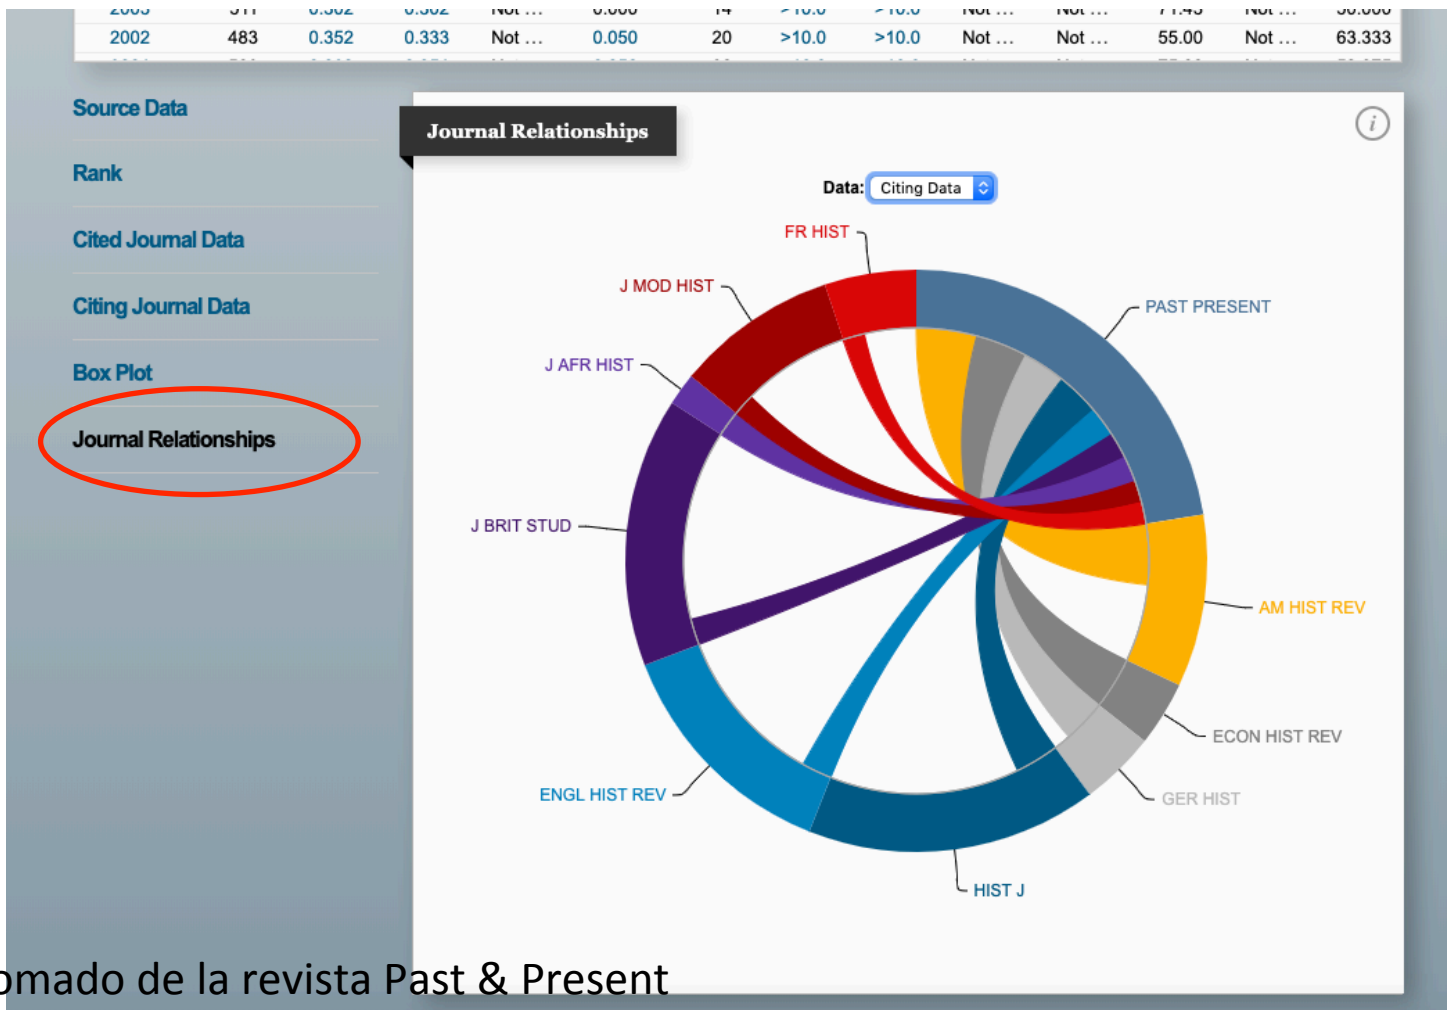 2002 483 0.352 0.333 Not ... 0.050 20 >10.0 >10.0 Not ... Not ... 55.00 Not ... 63.333
Source Data
Rank
Cited Journal Data
Citing Journal Data
Box Plot
Journal Relationships
Journal Relationships
i
Data: Citing Data
FR HIST
J MOD HIST
PAST PRESENT
J AFR HIST
J BRIT STUD
AM HIST REV
ECON HIST REV
ENGL HIST REV
GER HIST
HIST J
omado de la revista Past & Present